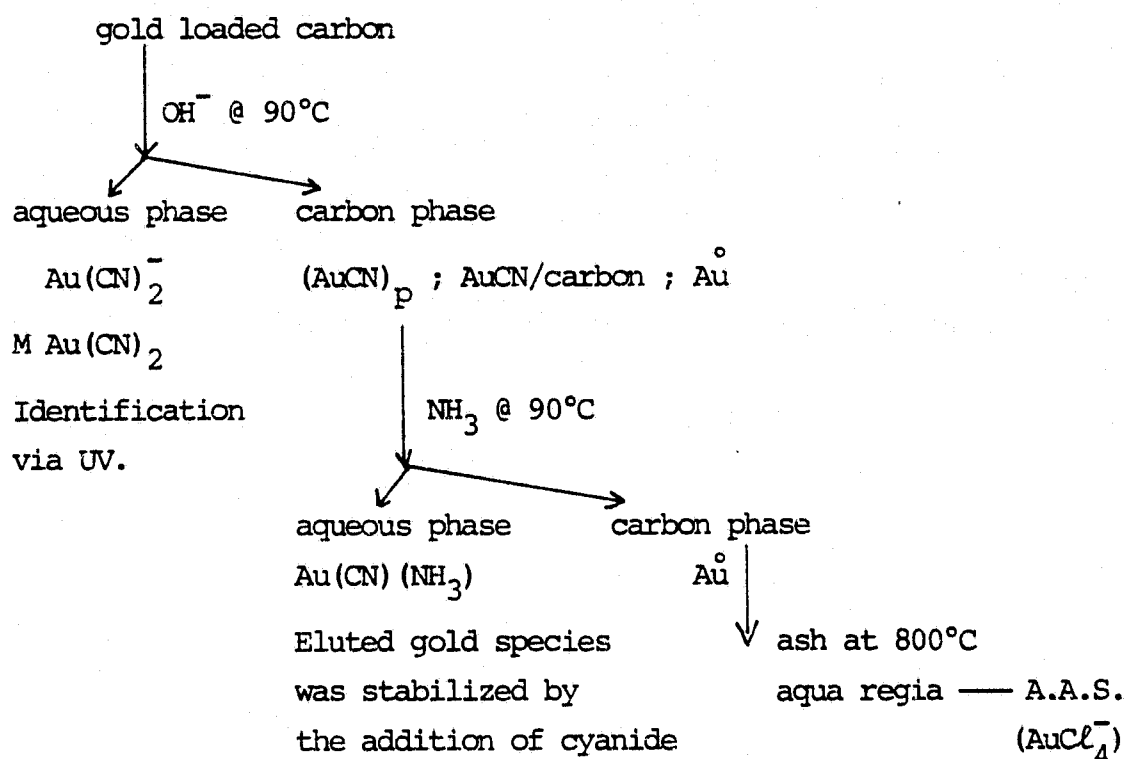 gold loaded carbon
OH⁻ @ 90°C
aqueous phase carbon phase
Au(CN)₂⁻ (AuCN)p ; AuCN/carbon ; Au°
M Au(CN)₂
Identification
via UV.
NH₃ @ 90°C
aqueous phase carbon phase
Au(CN)(NH₃) Au°
Eluted gold species
was stabilized by
the addition of cyanide
ash at 800°C
aqua regia — A.A.S.
(AuCℓ₄⁻)